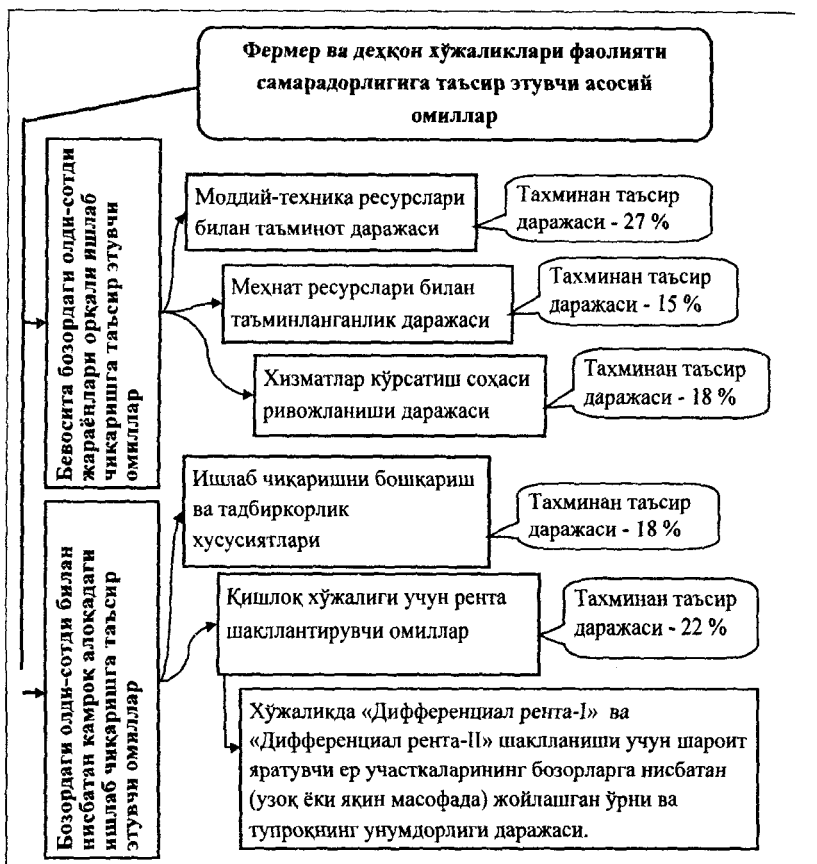 Фермер ва деҳқон хўжаликлари фаолияти
самарадорлигига таъсир этувчи асосий
омиллар
Бевосита бозордаги олди-сотди
жараёнлари орқали ишлаб
чиқаришга таъсир этувчи
омиллар
Моддий-техника ресурслари
билан таъминот даражаси
Тахминан таъсир
даражаси - 27 %
Меҳнат ресурслари билан
таъминланганлик даражаси
Тахминан таъсир
даражаси - 15 %
Хизматлар кўрсатиш соҳаси
ривожланиши даражаси
Тахминан таъсир
даражаси - 18 %
Бозордаги олди-сотди билан
нисбатан камроқ алоқадаги
ишлаб чиқаришга таъсир
этувчи омиллар
Ишлаб чиқаришни бошқариш
ва тадбиркорлик
хусусиятлари
Тахминан таъсир
даражаси - 18 %
Қишлоқ хўжалиги учун рента
шакллантирувчи омиллар
Тахминан таъсир
даражаси - 22 %
Хўжаликда «Дифференциал рента-I» ва
«Дифференциал рента-II» шаклланиши учун шароит
яратувчи ер участкаларининг бозорларга нисбатан
(узоқ ёки яқин масофада) жойлашган ўрни ва
тупроқнинг унумдорлиги даражаси.